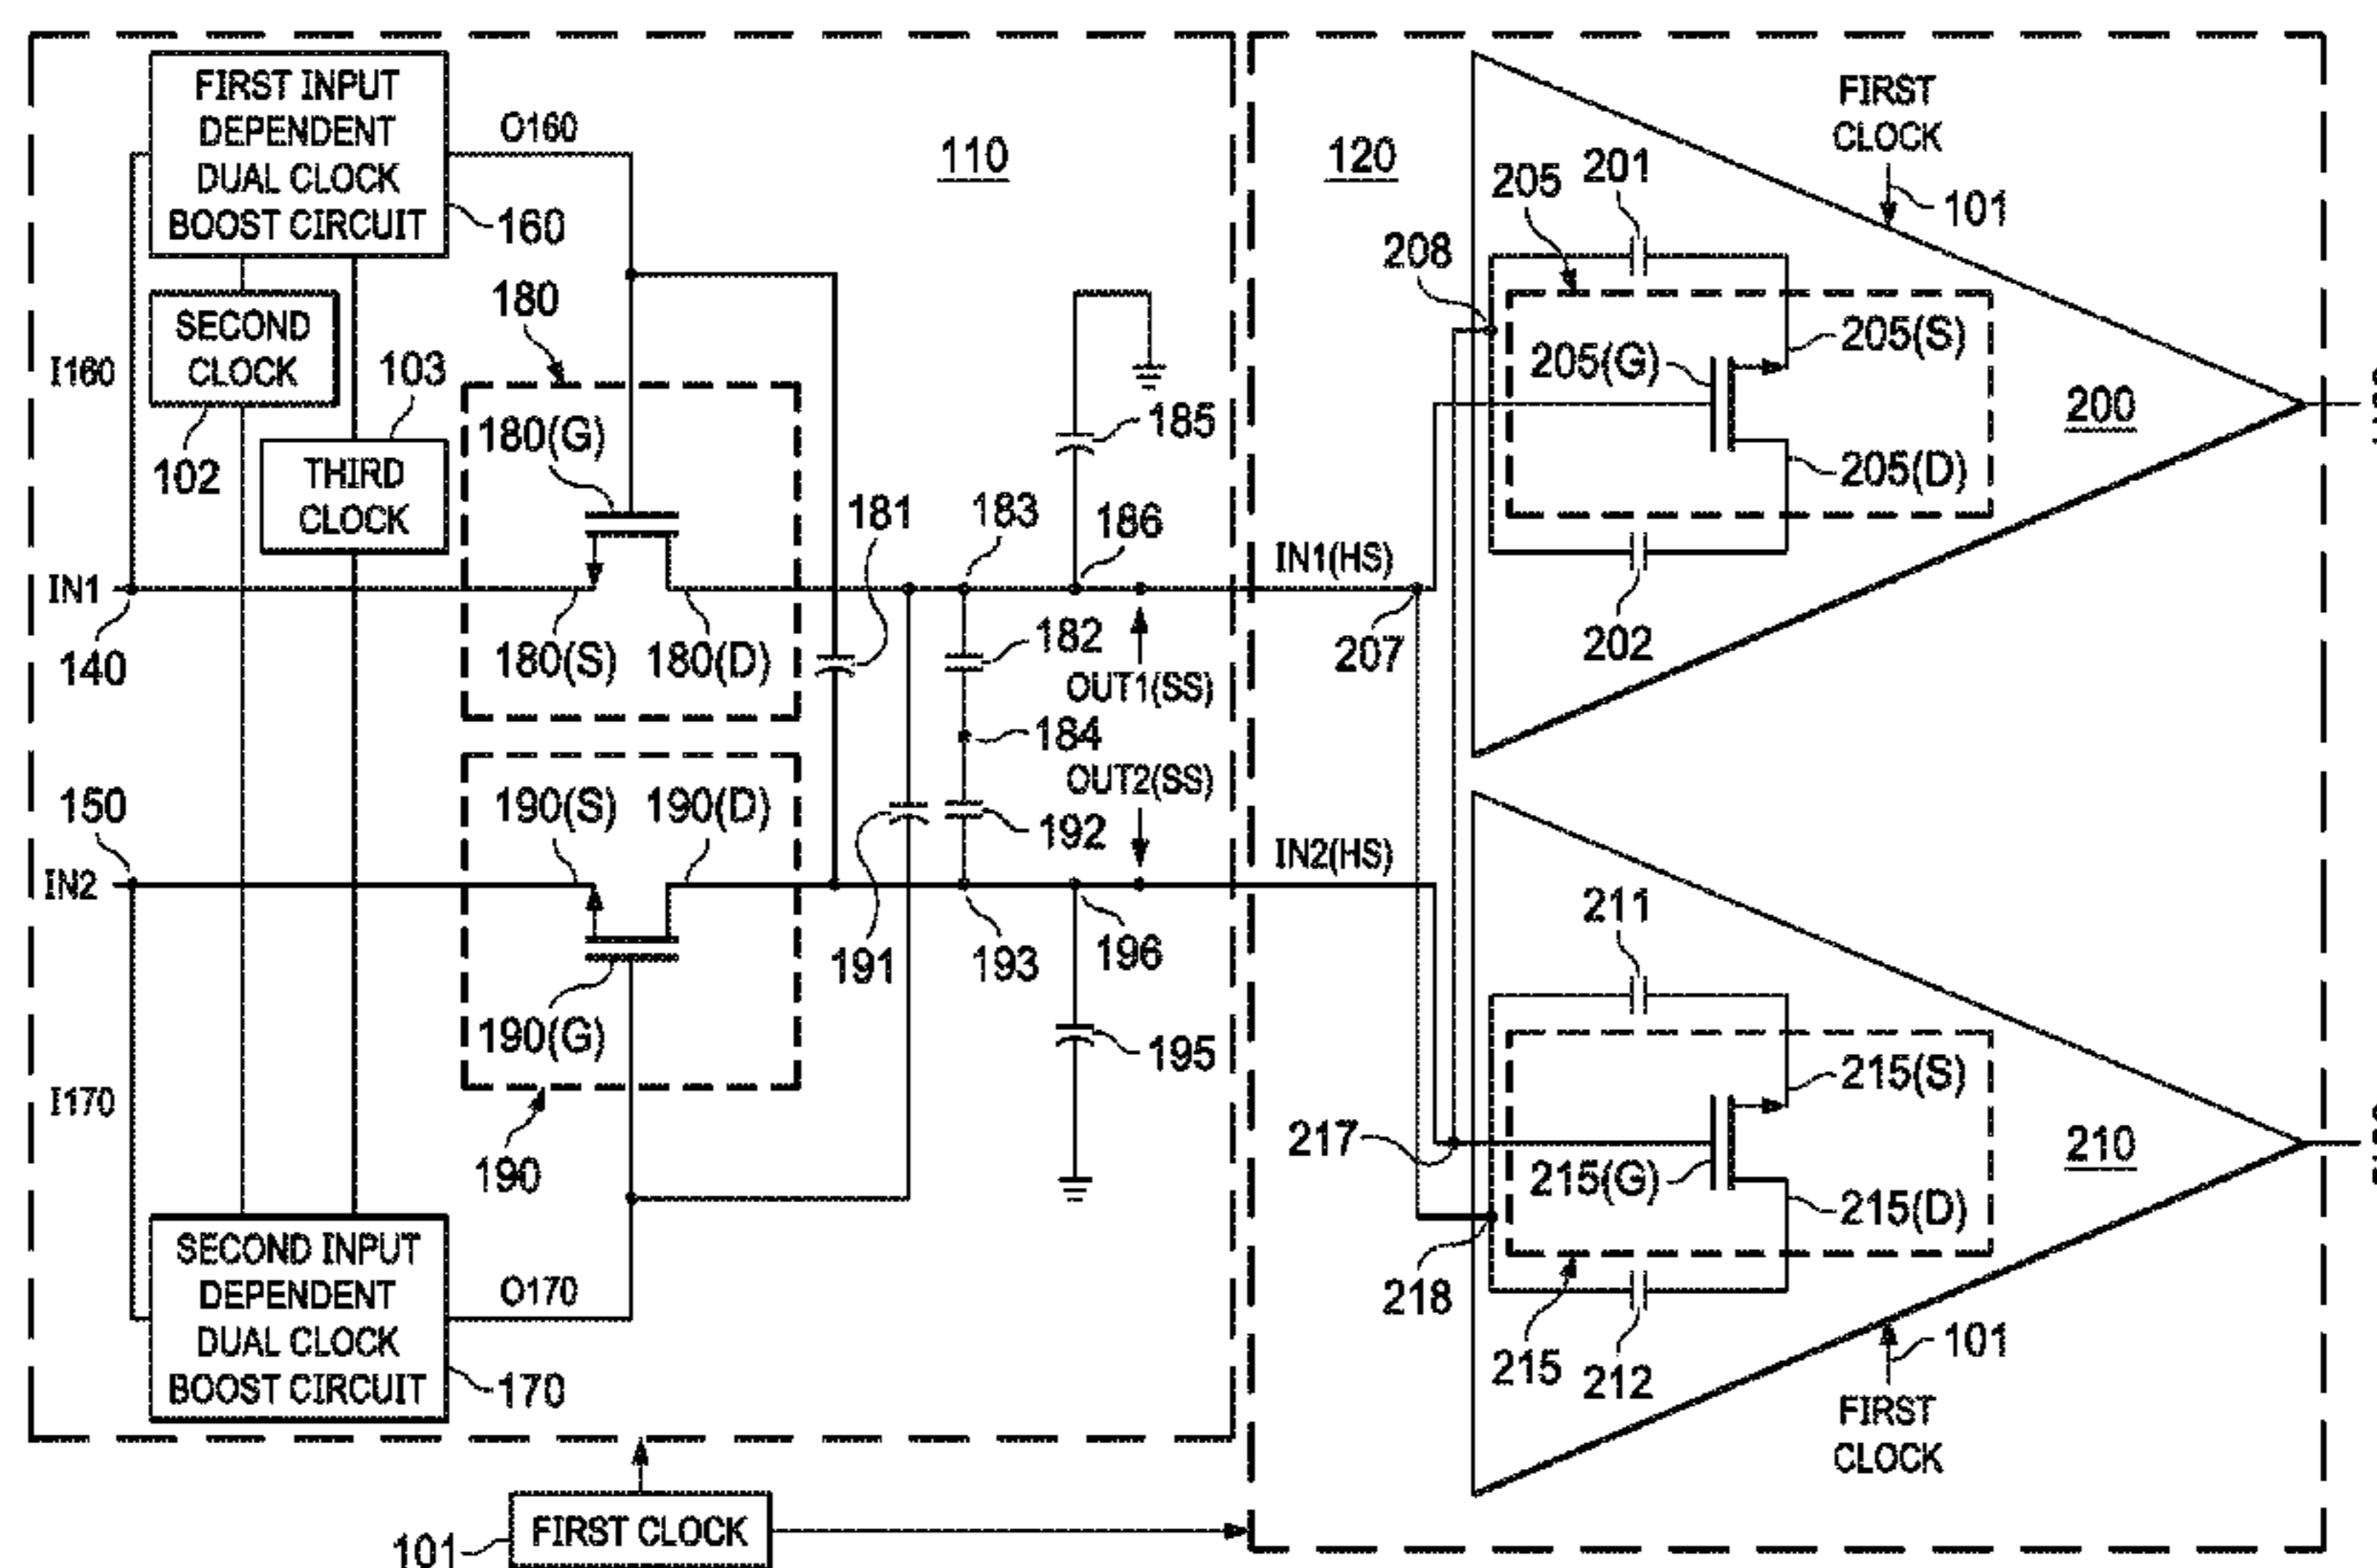 FIRST INPUT
DEPENDENT
DUAL CLOCK
BOOST CIRCUIT
160
O160
110
I160
SECOND
CLOCK
102
103
THIRD
CLOCK
180
180(G)
180(S)
180(D)
181
183
186
185
182
184
OUT1(SS)
OUT2(SS)
IN1
140
150
IN2
190(S)
190(D)
190(G)
190
191
192
193
196
195
I170
SECOND INPUT
DEPENDENT
DUAL CLOCK
BOOST CIRCUIT
170
O170
101
FIRST CLOCK
120
FIRST
CLOCK
101
205
201
208
205(G)
205(S)
205(D)
200
202
IN1(HS)
207
IN2(HS)
211
217
215(G)
215(S)
215(D)
210
218
215
212
101
FIRST
CLOCK